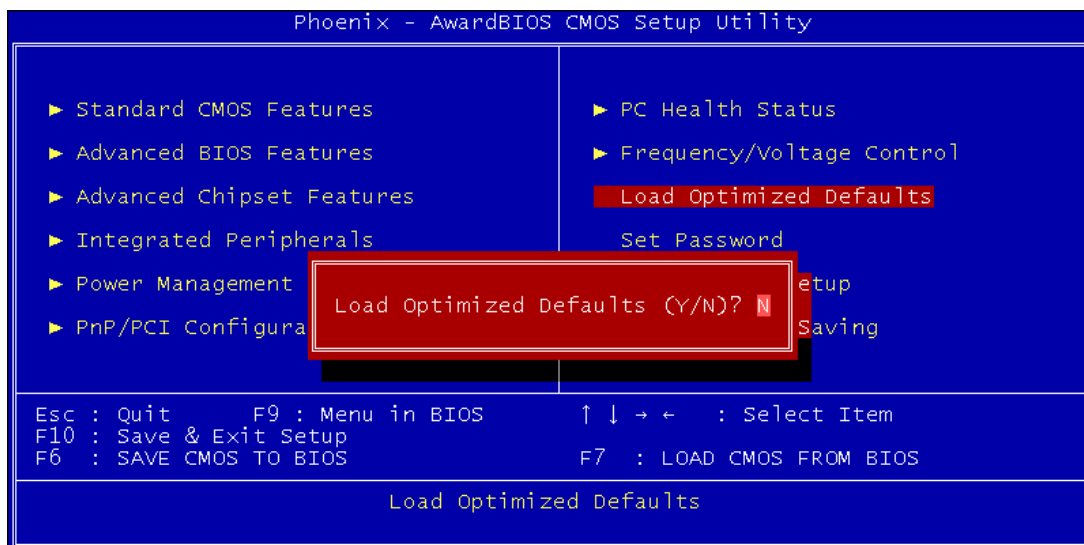 Phoenix - AwardBIOS CMOS Setup Utility
► Standard CMOS Features
► Advanced BIOS Features
► Advanced Chipset Features
► Integrated Peripherals
► Power Management
► PnP/PCI Configura
► PC Health Status
► Frequency/Voltage Control
Load Optimized Defaults
Set Password
etup
Saving
Load Optimized Defaults (Y/N)? N
Esc : Quit F9 : Menu in BIOS ↑ ↓ → ← : Select Item
F10 : Save & Exit Setup
F6 : SAVE CMOS TO BIOS F7 : LOAD CMOS FROM BIOS
Load Optimized Defaults